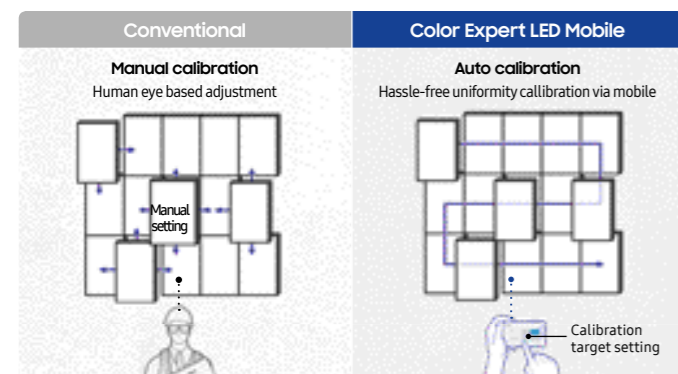 Conventional
Manual calibration
Human eye based adjustment
Manual
setting
Color Expert LED Mobile
Auto calibration
Hassle-free uniformity callibration via mobile
Calibration
target setting